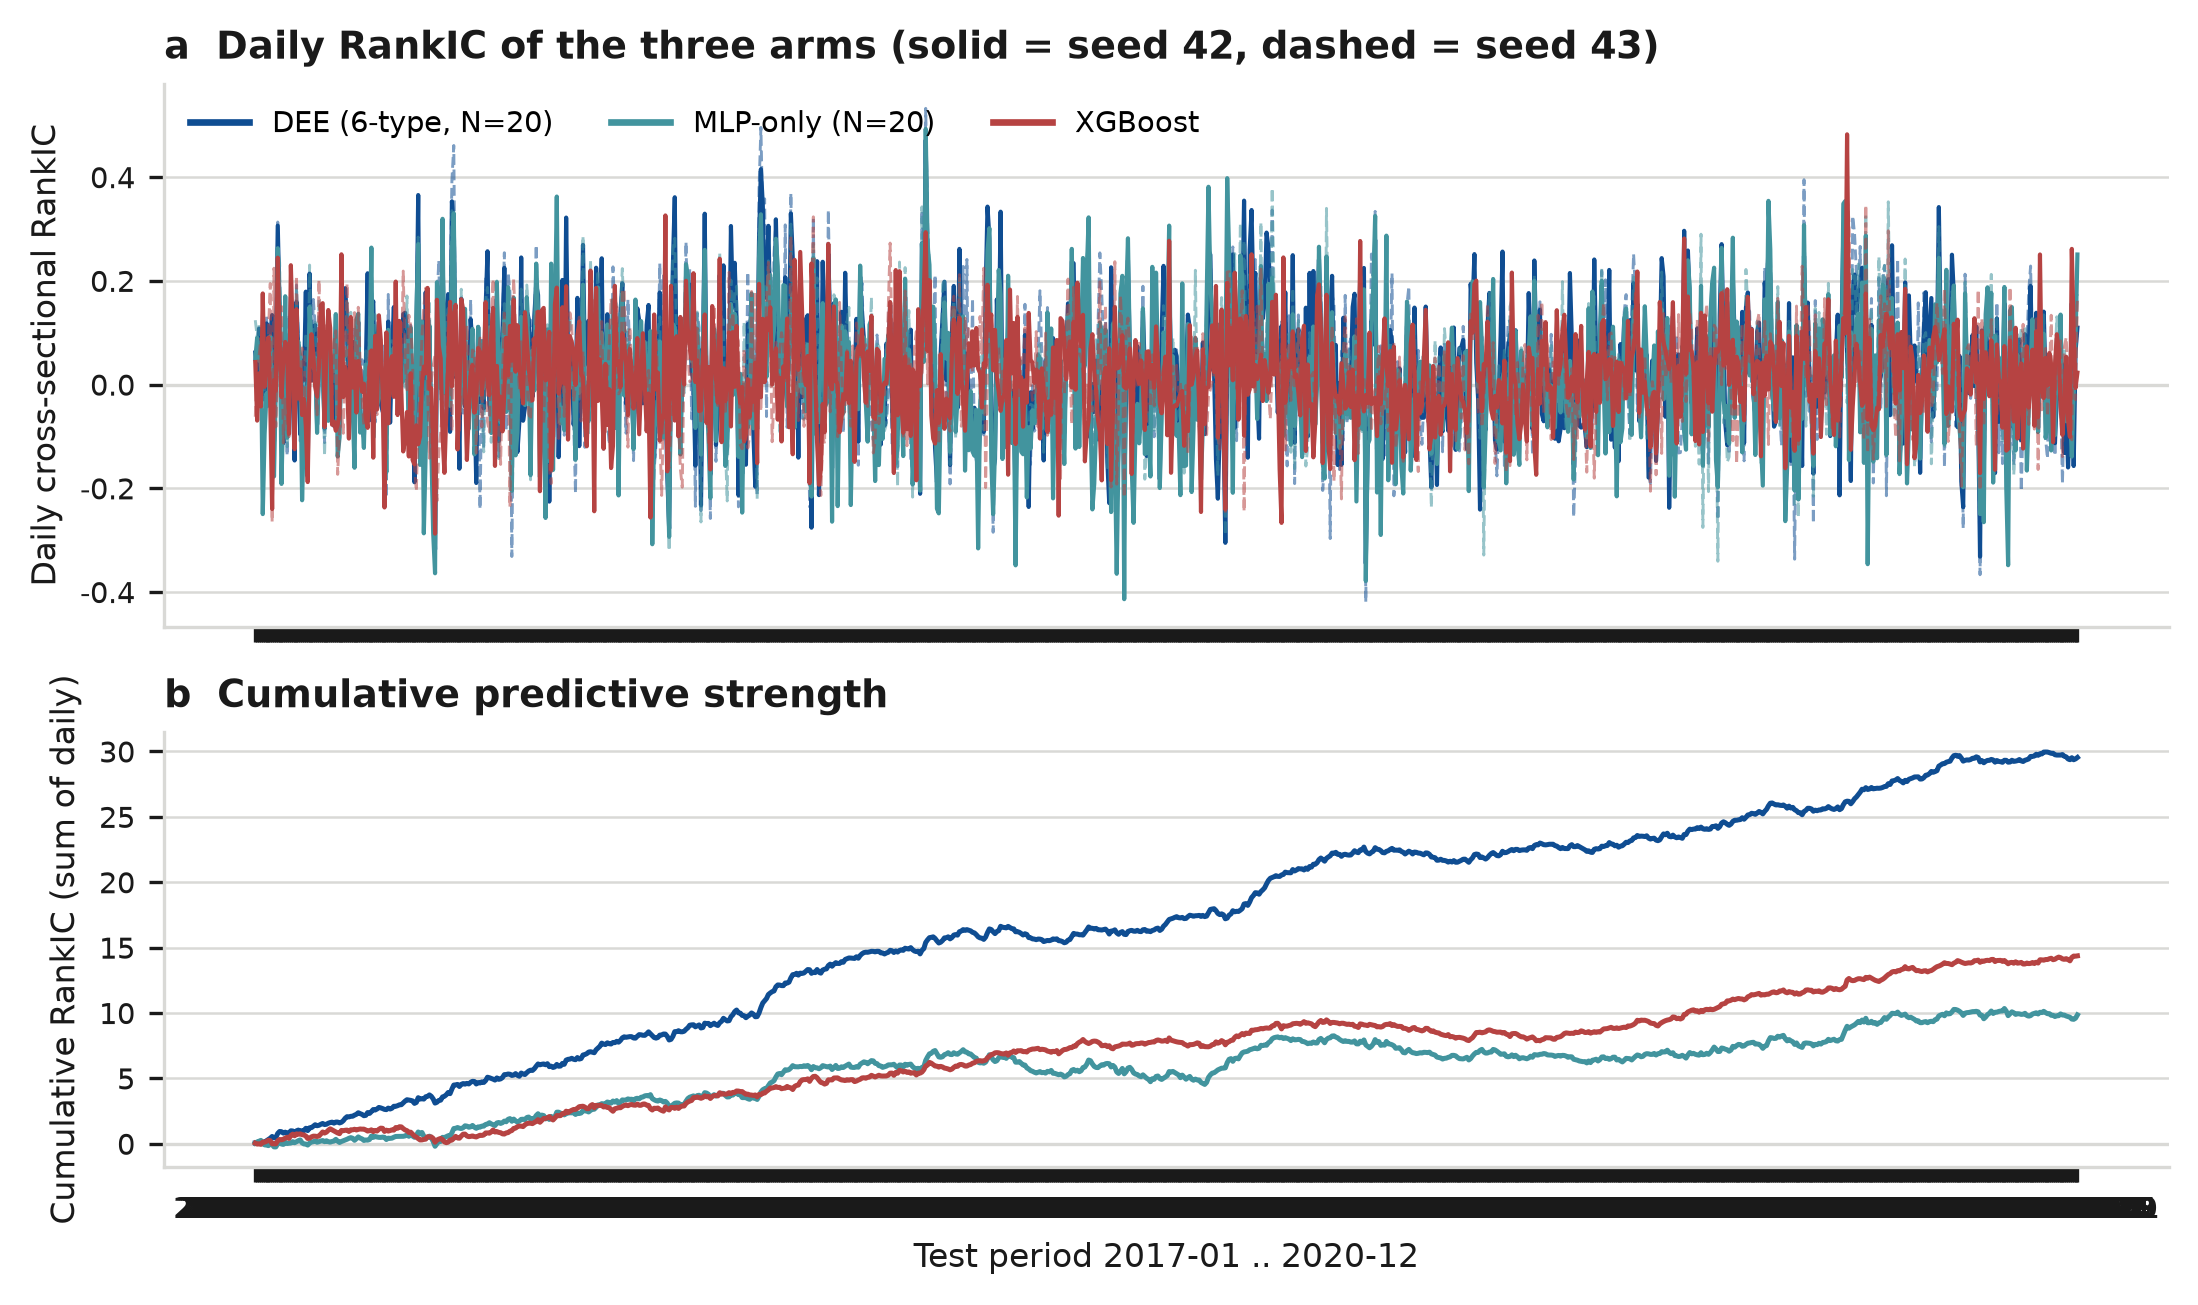 a Daily RankIC of the three arms (solid = seed 42, dashed = seed 43)
DEE (6-type, N=20)
MLP-only (N=20)
XGBoost
Daily cross-sectional RankIC
0.4
0.2
0.0
-0.2
-0.4
b Cumulative predictive strength
Cumulative RankIC (sum of daily)
30
25
20
15
10
5
0
Test period 2017-01 .. 2020-12